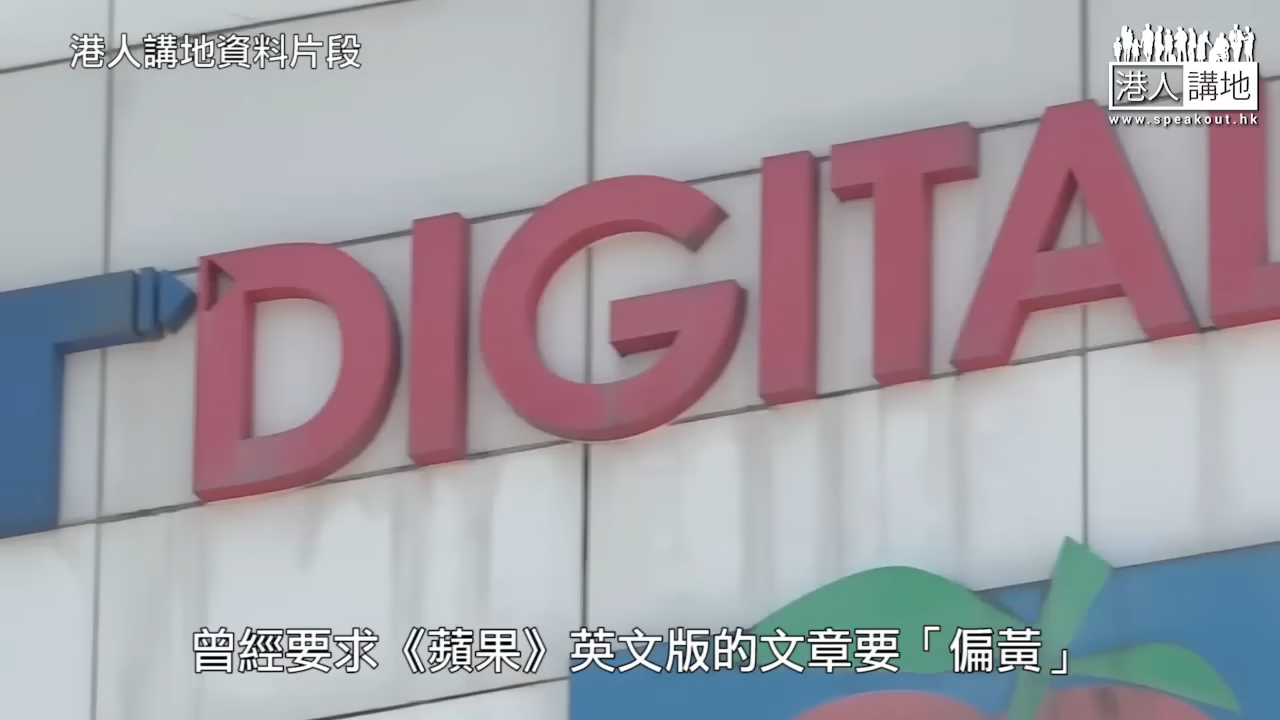 港人講地資料片段
港人講地
www.speakout.hk
T DIGITAL
曾經要求《蘋果》英文版的文章要「偏黃」